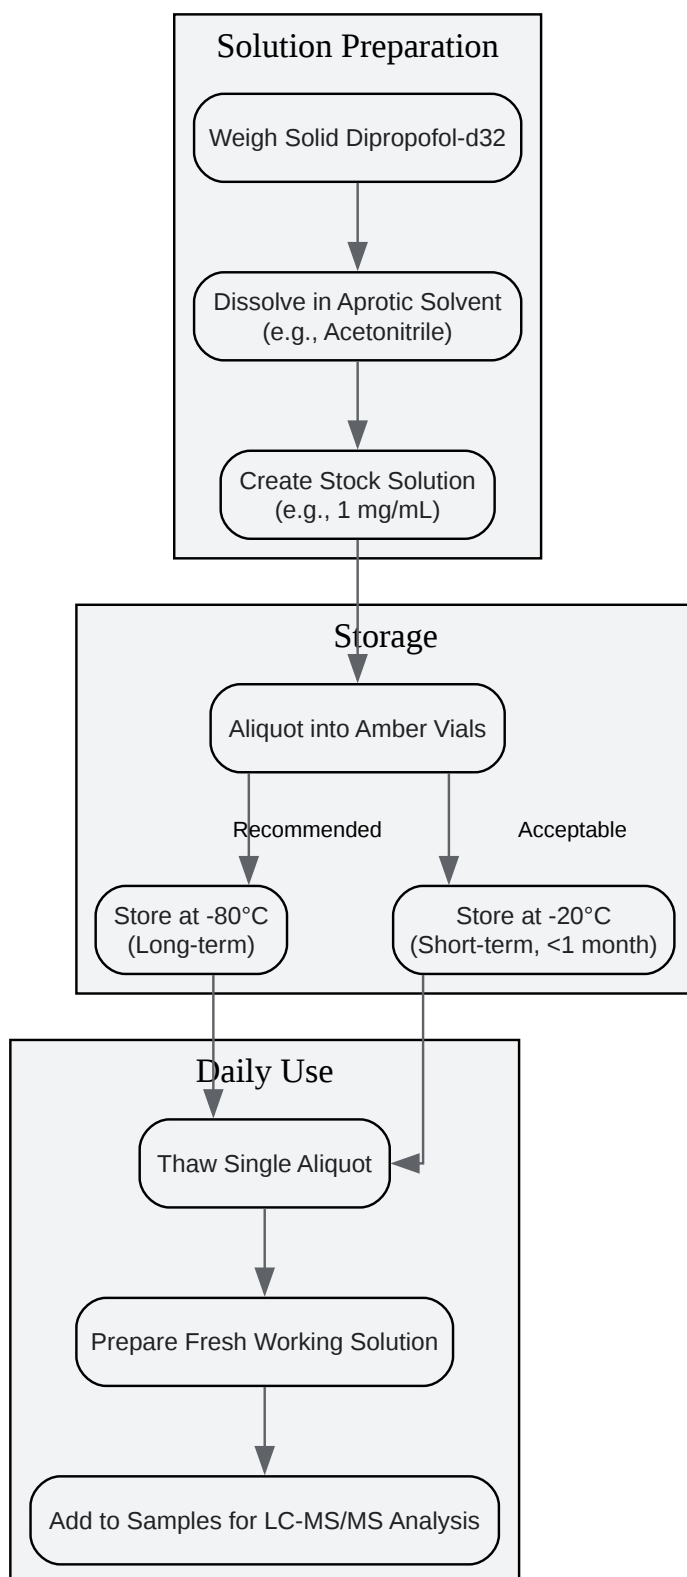 Solution Preparation
Weigh Solid Dipropofol-d32
Dissolve in Aprotic Solvent
(e.g., Acetonitrile)
Create Stock Solution
(e.g., 1 mg/mL)
Storage
Aliquot into Amber Vials
Recommended
Acceptable
Store at -80°C
(Long-term)
Store at -20°C
(Short-term, <1 month)
Daily Use
Thaw Single Aliquot
Prepare Fresh Working Solution
Add to Samples for LC-MS/MS Analysis